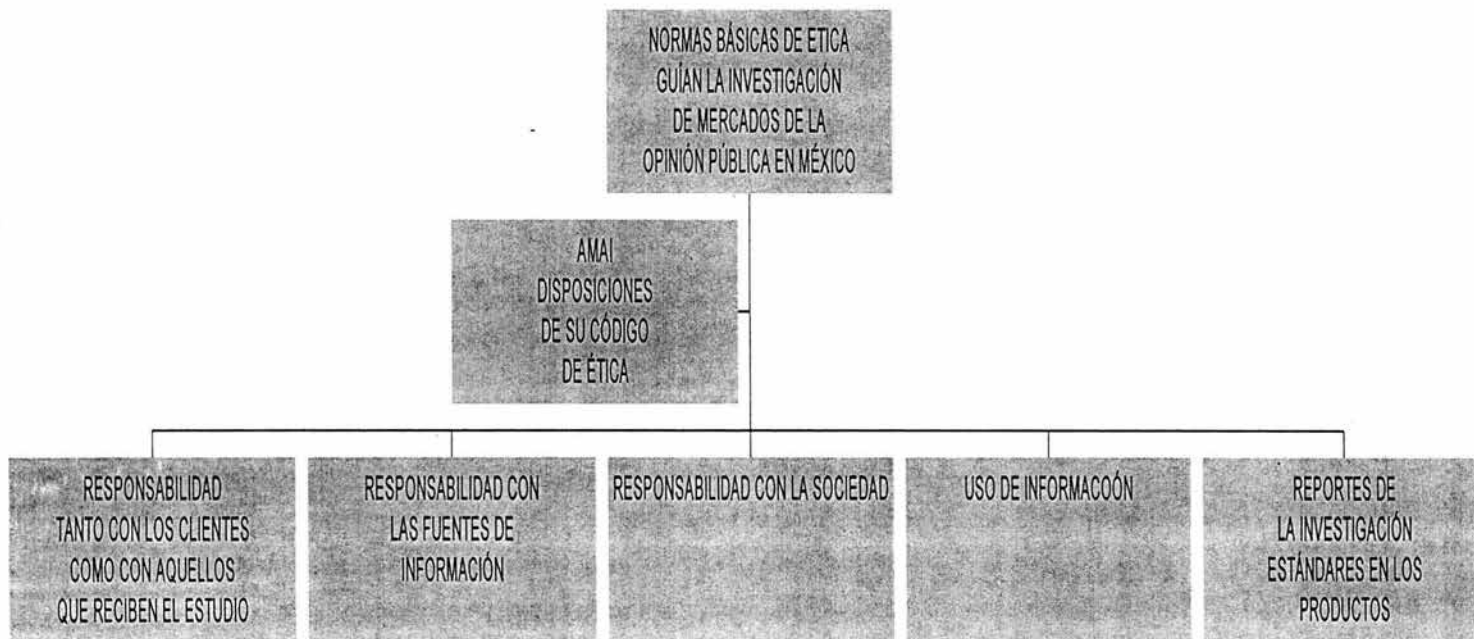 NORMAS BÁSICAS DE ETICA
GUÍAN LA INVESTIGACIÓN
DE MERCADOS DE LA
OPINIÓN PÚBLICA EN MÉXICO
AMAI
DISPOSICIONES
DE SU CÓDIGO
DE ÉTICA
RESPONSABILIDAD
TANTO CON LOS CLIENTES
COMO CON AQUELLOS
QUE RECIBEN EL ESTUDIO
RESPONSABILIDAD CON
LAS FUENTES DE
INFORMACIÓN
RESPONSABILIDAD CON LA SOCIEDAD
USO DE INFORMACOÓN
REPORTES DE
LA INVESTIGACIÓN
ESTÁNDARES EN LOS
PRODUCTOS